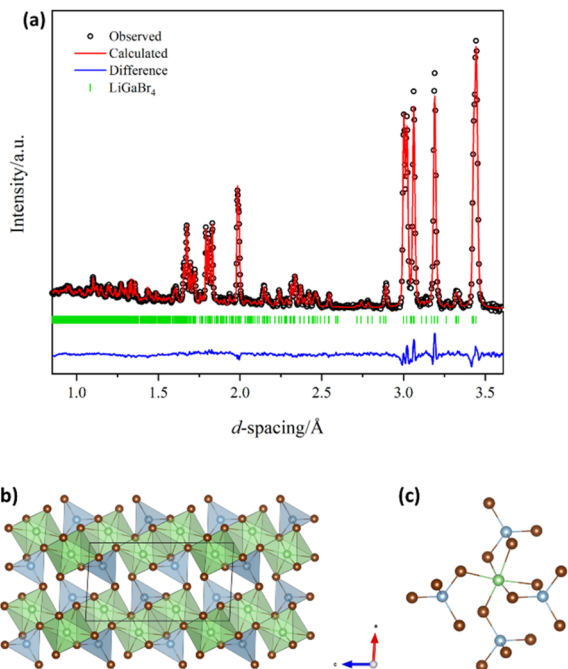 (a)
Observed
Calculated
Difference
LiGaBr4
Intensity/a.u.
1.0 1.5 2.0 2.5 3.0 3.5
d-spacing/Å
b)
(c)
c